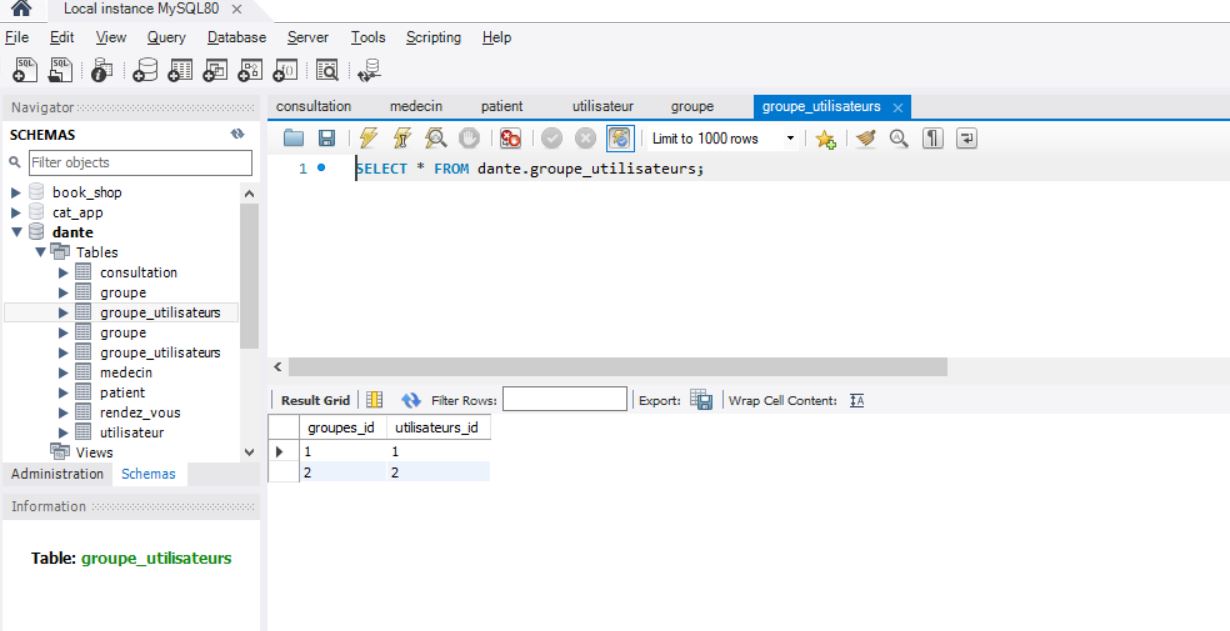 Local instance MySQL80 ×
File Edit View Query Database Server Tools Scripting Help
Navigator
SCHEMAS
Filter objects
book_shop
cat_app
dante
Tables
consultation
groupe
groupe_utilisateurs
groupe
groupe_utilisateurs
medecin
patient
rendez_vous
utilisateur
Views
Administration Schemas
Information
Table: groupe_utilisateurs
consultation medecin patient utilisateur groupe groupe_utilisateurs ×
Limit to 1000 rows
1 SELECT * FROM dante.groupe_utilisateurs;
Result Grid Filter Rows: Export: Wrap Cell Content:
groupes_id utilisateurs_id
1 1
2 2